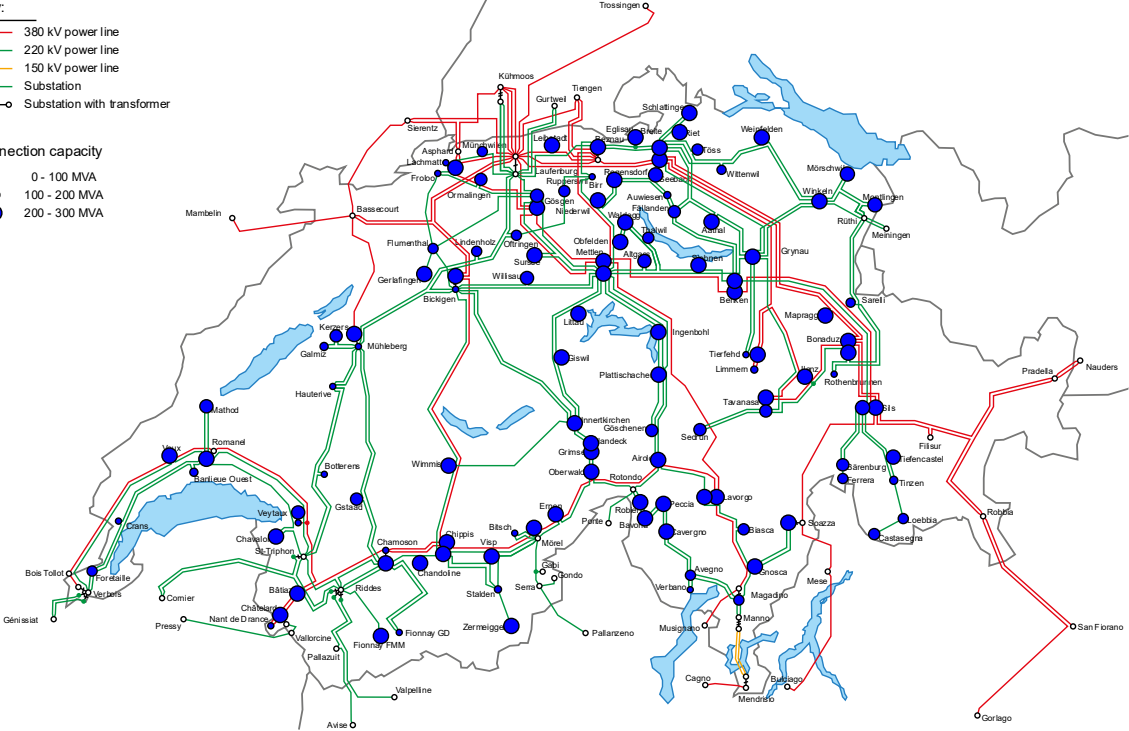 380 kV power line
220 kV power line
150 kV power line
Substation
Substation with transformer
nection capacity
0 - 100 MVA
100 - 200 MVA
200 - 300 MVA
Trossingen
Kühmoos
Tiengen
Gurtweil
Schlattingen
Sierentz
Eglisau
Breite
Riet
Weinfelden
Asphard
Münchwilen
Leibstadt
Beznau
Töss
Lachmatt
Froloo
Laufenburg
Regensdorf
Seebach
Wittenwil
Mörschwil
Ormalingen
Rupperswil
Birr
Auwiesen
Gösgen
Niederwil
Fällanden
Winkeln
Montlingen
Mambelin
Bassecourt
Waldegg
Aathal
Rüthi
Meiningen
Flumenthal
Lindenholz
Oftringen
Obfelden
Thalwil
Grynau
Sursee
Mettlen
Altgass
Siebnen
Gerlafingen
Willisau
Bickigen
Benken
Sarelli
Mapragg
Littau
Kerzers
Ingenbohl
Galmiz
Mühleberg
Bonaduz
Giswil
Tierfehd
Limmern
Pradella
Nauders
Plattischachen
Ilanz
Rothenbrunnen
Hauterive
Mathod
Tavanasa
Sils
Innertkirchen
Göschenen
Sedrun
Romanel
Handeck
Filisur
Vaux
Grimsel
Airolo
Tiefencastel
Wimmis
Bärenburg
Banlieue Ouest
Botterens
Oberwald
Rotondo
Ferrera
Tinzen
Gstaad
Robiei
Peccia
Lavorgo
Crans
Veytaux
Ernen
Ponte
Bavona
Soazza
Loebbia
Robbia
Chavalon
Chippis
Bitsch
Cavergno
Biasca
Castasegna
St-Triphon
Chamoson
Visp
Mörel
Bois Tollot
Foretaille
Chandoline
Gabi
Gondo
Avegno
Gnosca
Mese
Verbois
Cornier
Bâtiaz
Riddes
Stalden
Serra
Verbano
Magadino
Génissiat
Châtelard
Nant de Drance
Pressy
Vallorcine
Fionnay GD
Fionnay FMM
Zermeiggern
Pallanzeno
Musignano
Manno
San Fiorano
Pallazuit
Cagno
Bulciago
Valpelline
Mendrisio
Avise
Gorlago